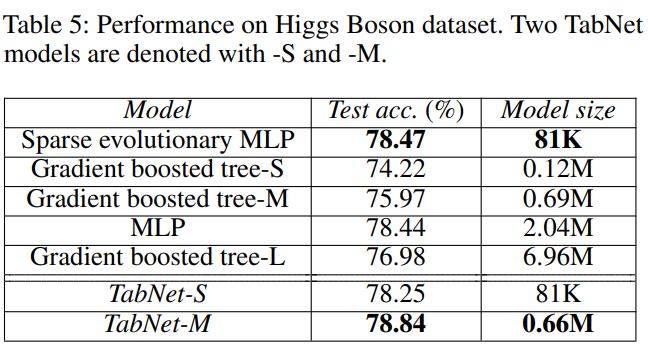 Table 5: Performance on Higgs Boson dataset. Two TabNet
models are denoted with -S and -M.
Model Test acc. (%) Model size
Sparse evolutionary MLP 78.47 81K
Gradient boosted tree-S 74.22 0.12M
Gradient boosted tree-M 75.97 0.69M
MLP 78.44 2.04M
Gradient boosted tree-L 76.98 6.96M
TabNet-S 78.25 81K
TabNet-M 78.84 0.66M